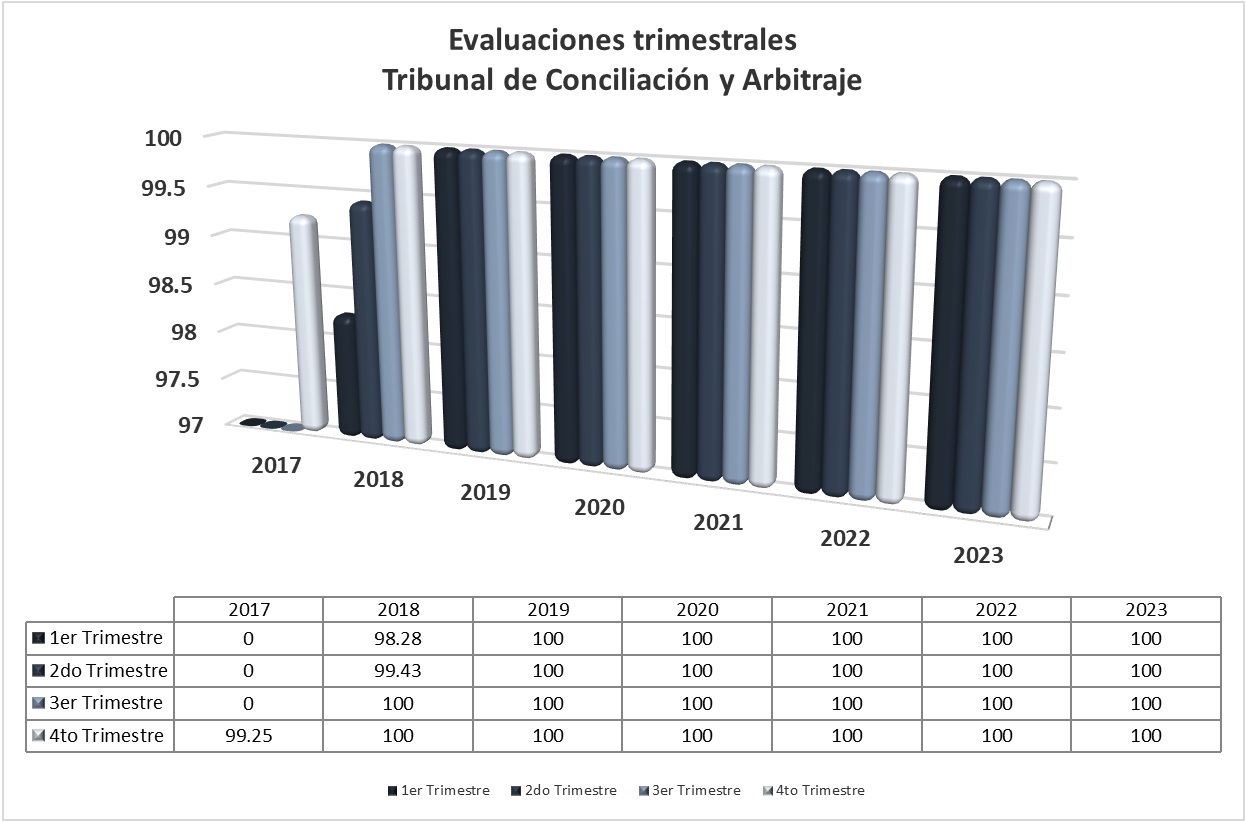 Evaluaciones trimestrales
Tribunal de Conciliación y Arbitraje
100
99.5
99
98.5
98
97.5
97
2017
2018
2019
2020
2021
2022
2023
2017 2018 2019 2020 2021 2022 2023
1er Trimestre 0 98.28 100 100 100 100 100
2do Trimestre 0 99.43 100 100 100 100 100
3er Trimestre 0 100 100 100 100 100 100
4to Trimestre 99.25 100 100 100 100 100 100
1er Trimestre 2do Trimestre 3er Trimestre 4to Trimestre